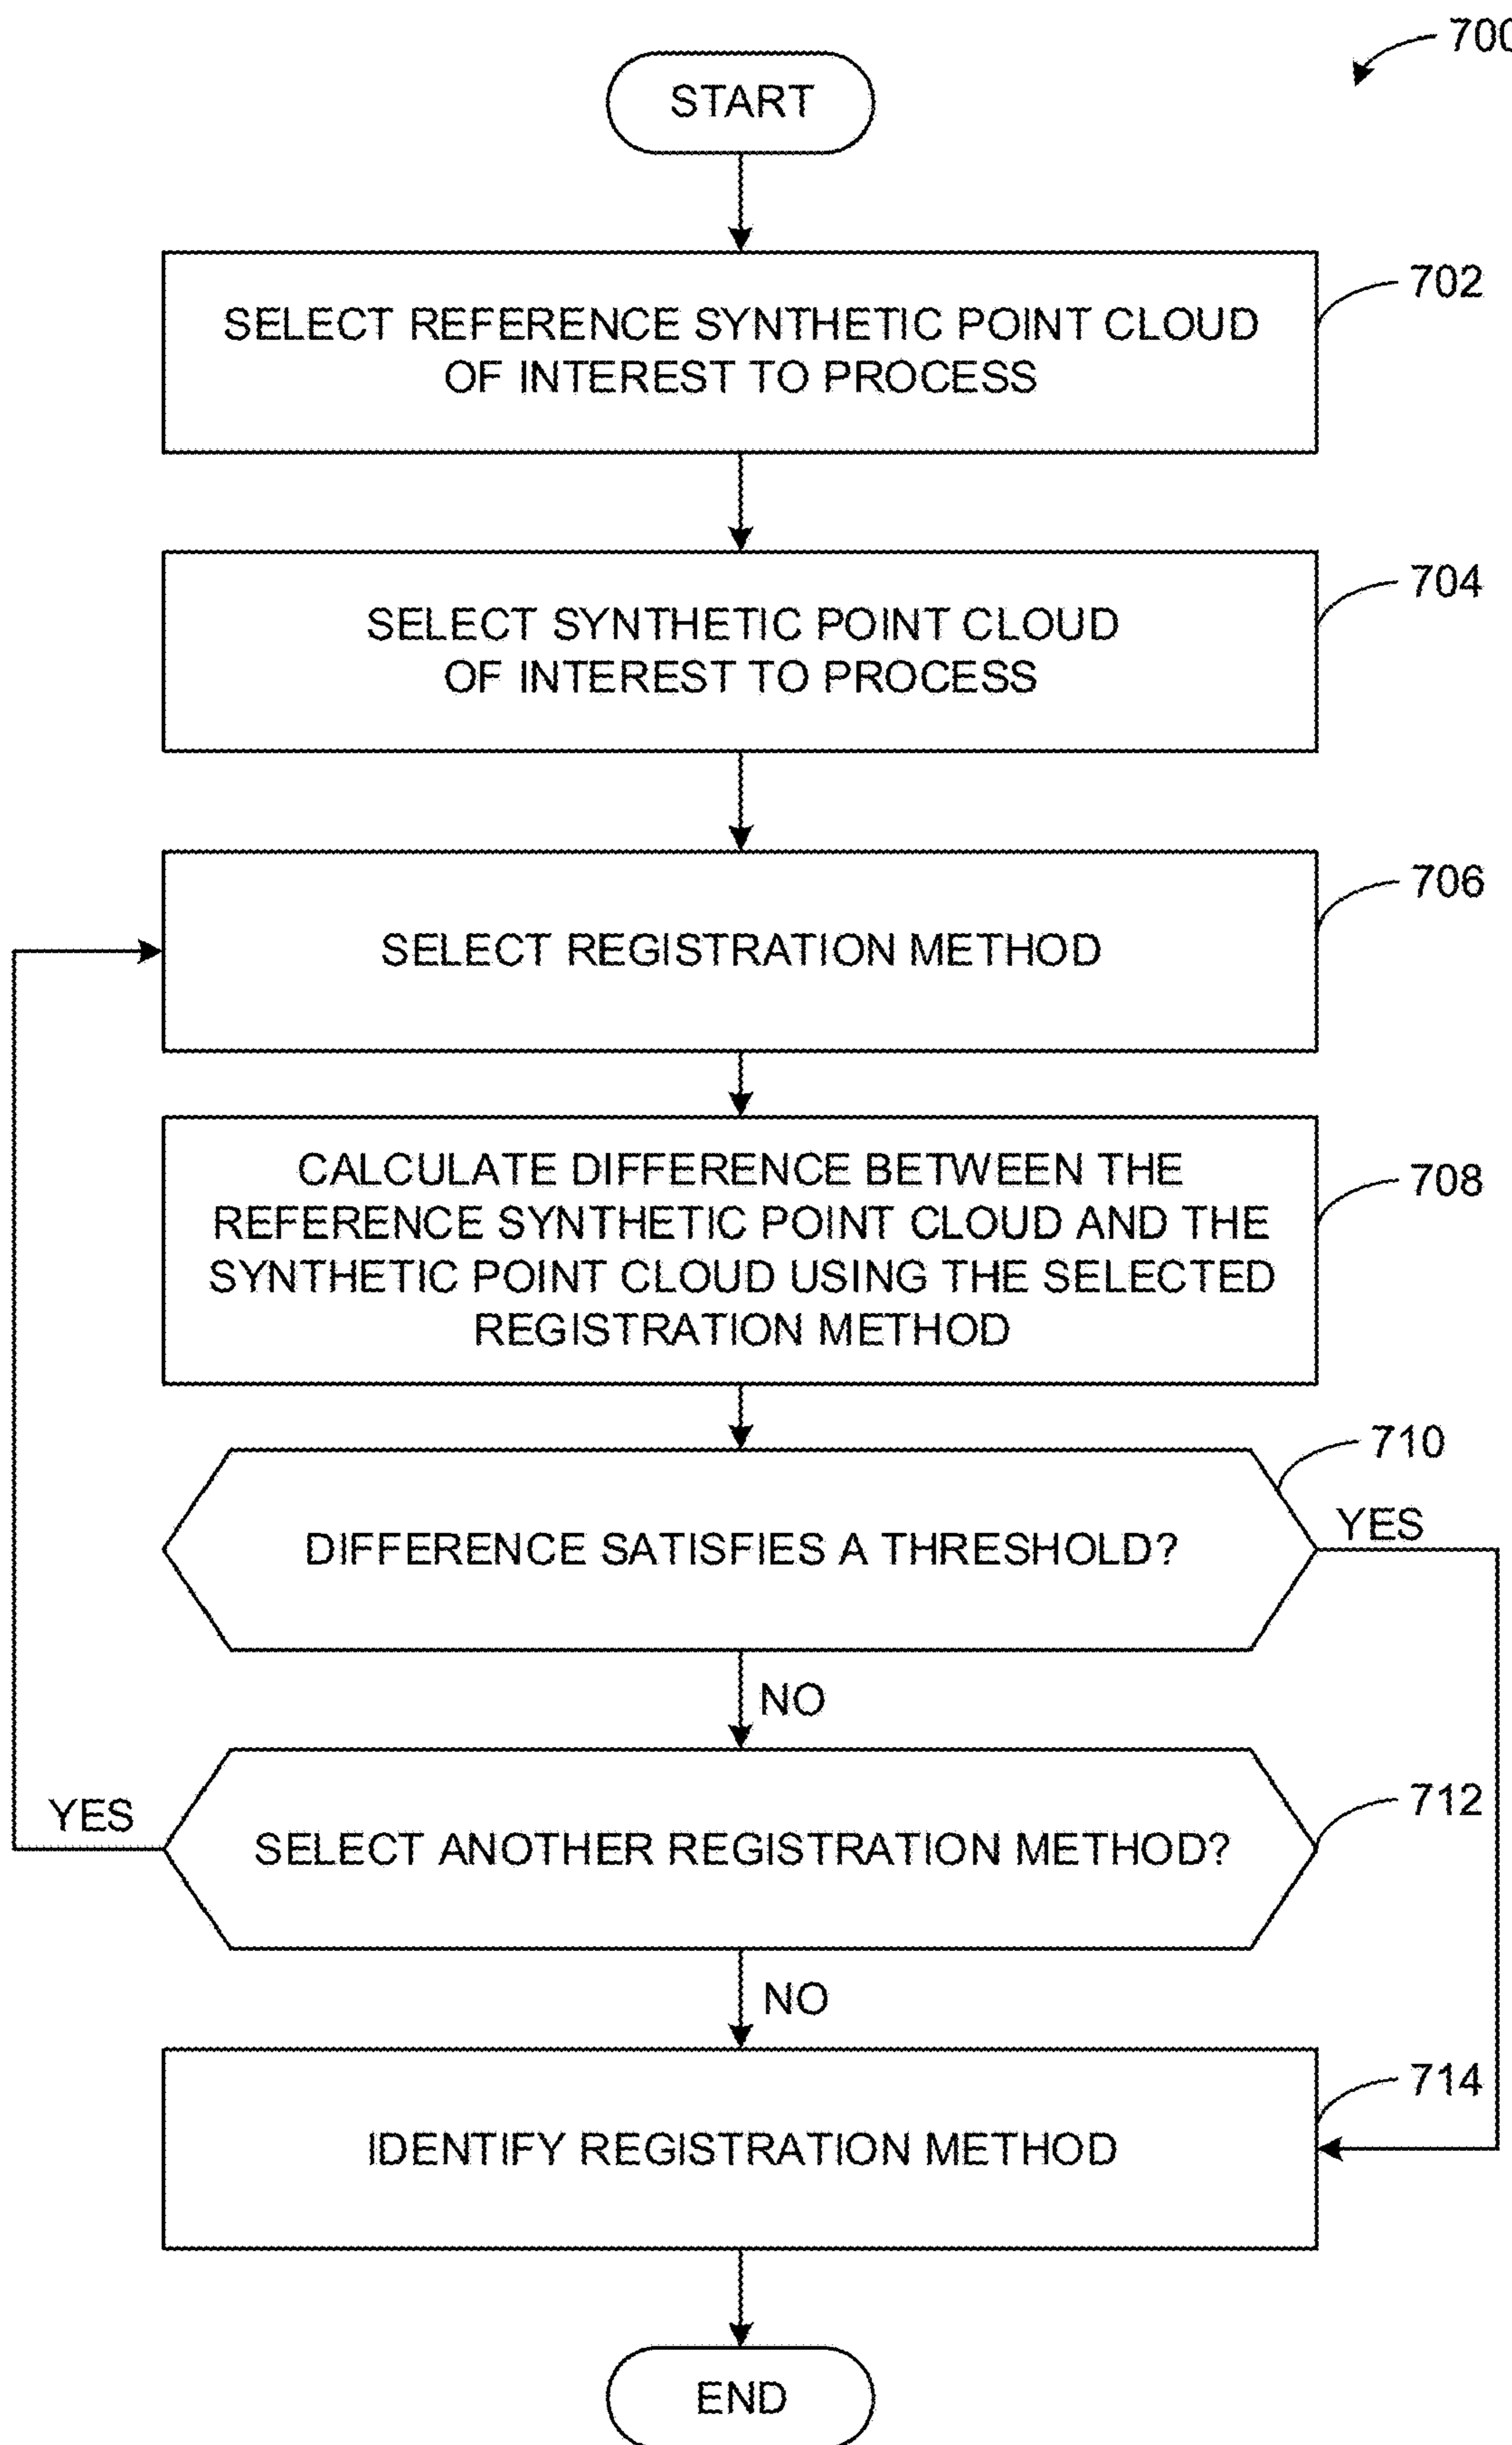 700
START
702
SELECT REFERENCE SYNTHETIC POINT CLOUD
OF INTEREST TO PROCESS
704
SELECT SYNTHETIC POINT CLOUD
OF INTEREST TO PROCESS
706
SELECT REGISTRATION METHOD
708
CALCULATE DIFFERENCE BETWEEN THE
REFERENCE SYNTHETIC POINT CLOUD AND THE
SYNTHETIC POINT CLOUD USING THE SELECTED
REGISTRATION METHOD
710
YES
DIFFERENCE SATISFIES A THRESHOLD?
NO
712
YES
SELECT ANOTHER REGISTRATION METHOD?
NO
714
IDENTIFY REGISTRATION METHOD
END